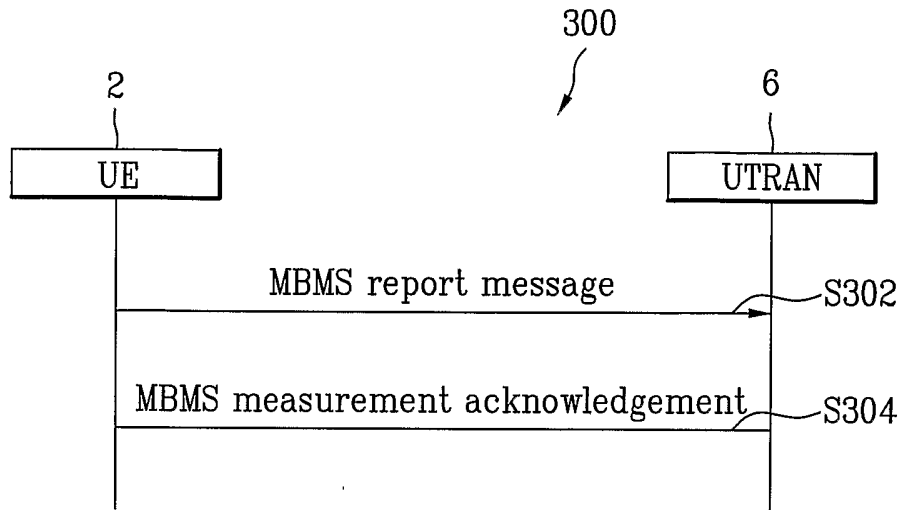 300
2
6
UE
UTRAN
MBMS report message
S302
MBMS measurement acknowledgement
S304